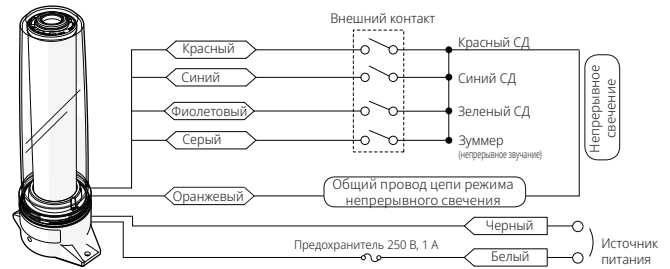 Внешний контакт
Красный
Красный СД
Синий
Синий СД
Фиолетовый
Зеленый СД
Серый
Зуммер
(непрерывное звучание)
Непрерывное
свечение
Оранжевый
Общий провод цепи режима
непрерывного свечения
Черный
Предохранитель 250 В, 1 А
Белый
Источник
питания